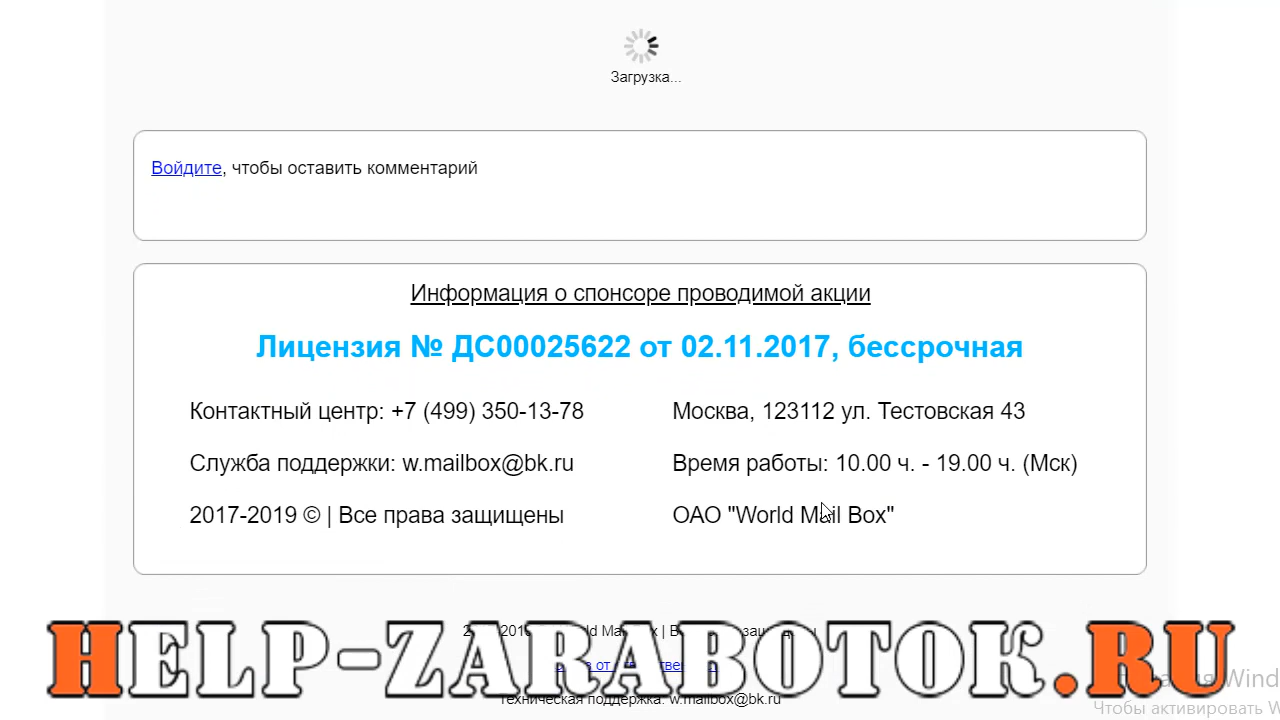 Загрузка...
Войдите, чтобы оставить комментарий
Информация о спонсоре проводимой акции
Лицензия № ДС00025622 от 02.11.2017, бессрочная
Контактный центр: +7 (499) 350-13-78
Москва, 123112 ул. Тестовская 43
Служба поддержки: w.mailbox@bk.ru
Время работы: 10.00 ч. - 19.00 ч. (Мск)
2017-2019 © | Все права защищены
ОАО "World Mail Box"
HELP-ZARABOTOK.RU
Техническая поддержка: w.mailbox@bk.ru
Чтобы активировать W